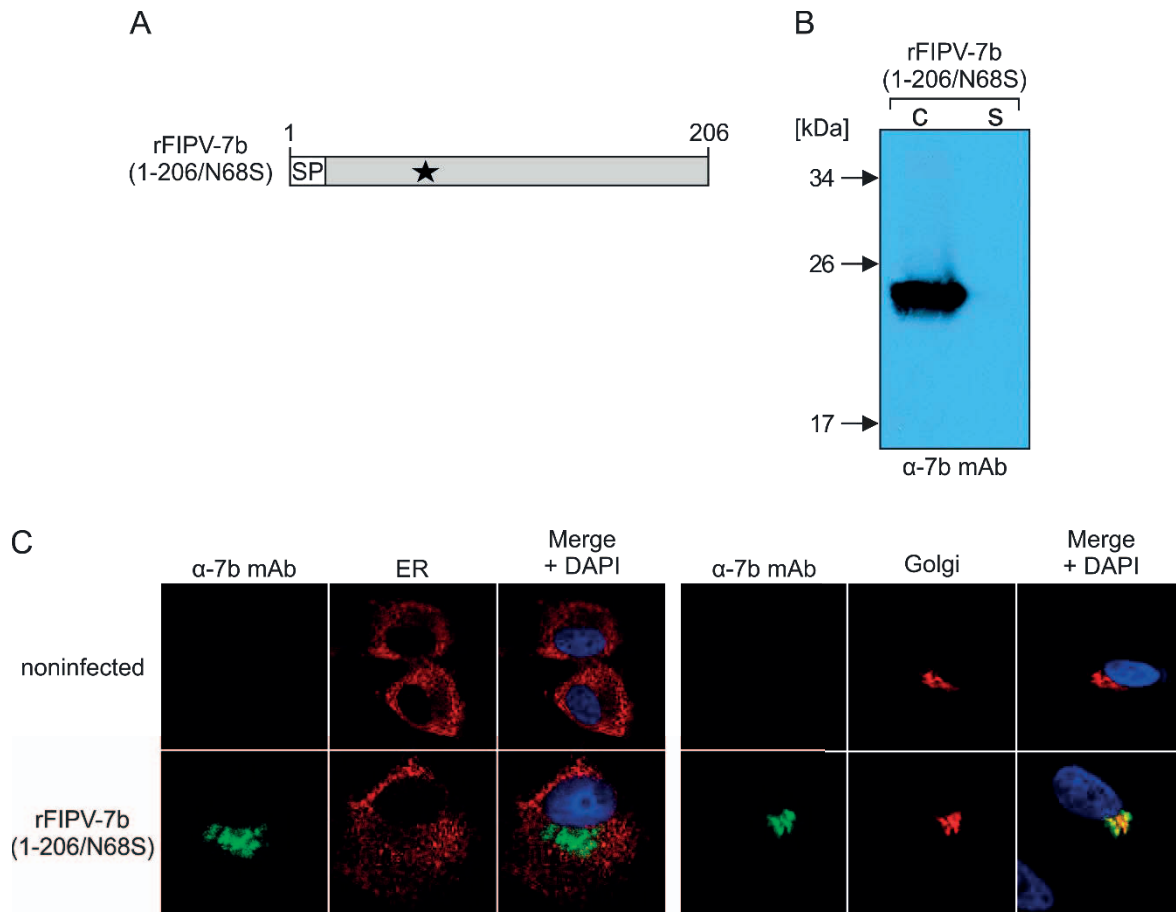 A
1
206
rFIPV-7b
(1-206/N68S)
SP
B
rFIPV-7b
(1-206/N68S)
[kDa]
C
S
34
26
17
α-7b mAb
C
α-7b mAb
ER
Merge
+ DAPI
α-7b mAb
Golgi
Merge
+ DAPI
noninfected
rFIPV-7b
(1-206/N68S)